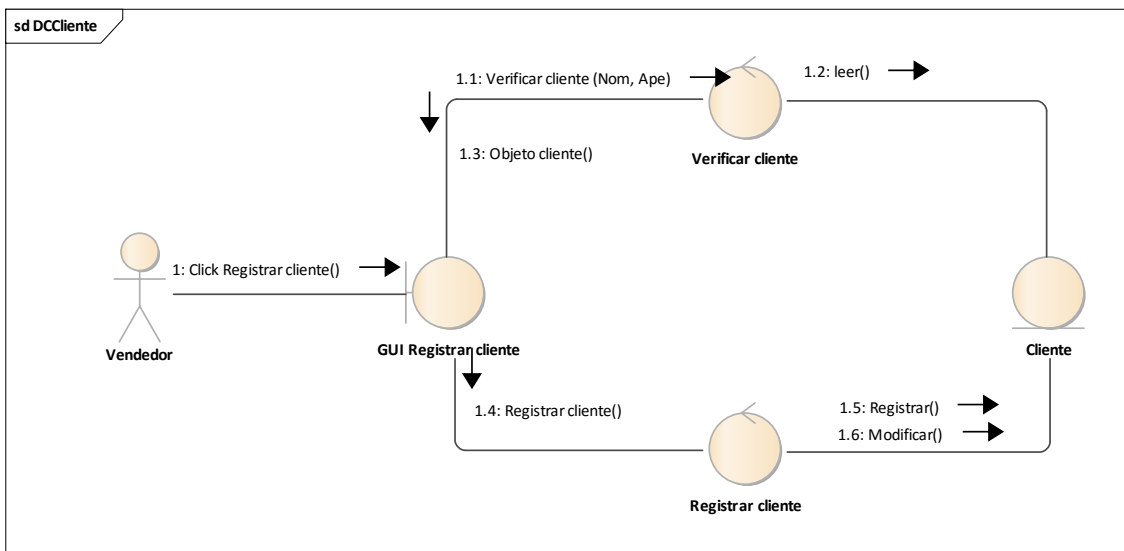 sd DCCliente
1.1: Verificar cliente (Nom, Ape)
1.2: leer()
1.3: Objeto cliente()
Verificar cliente
1: Click Registrar cliente()
Vendedor
GUI Registrar cliente
Cliente
1.4: Registrar cliente()
1.5: Registrar()
1.6: Modificar()
Registrar cliente